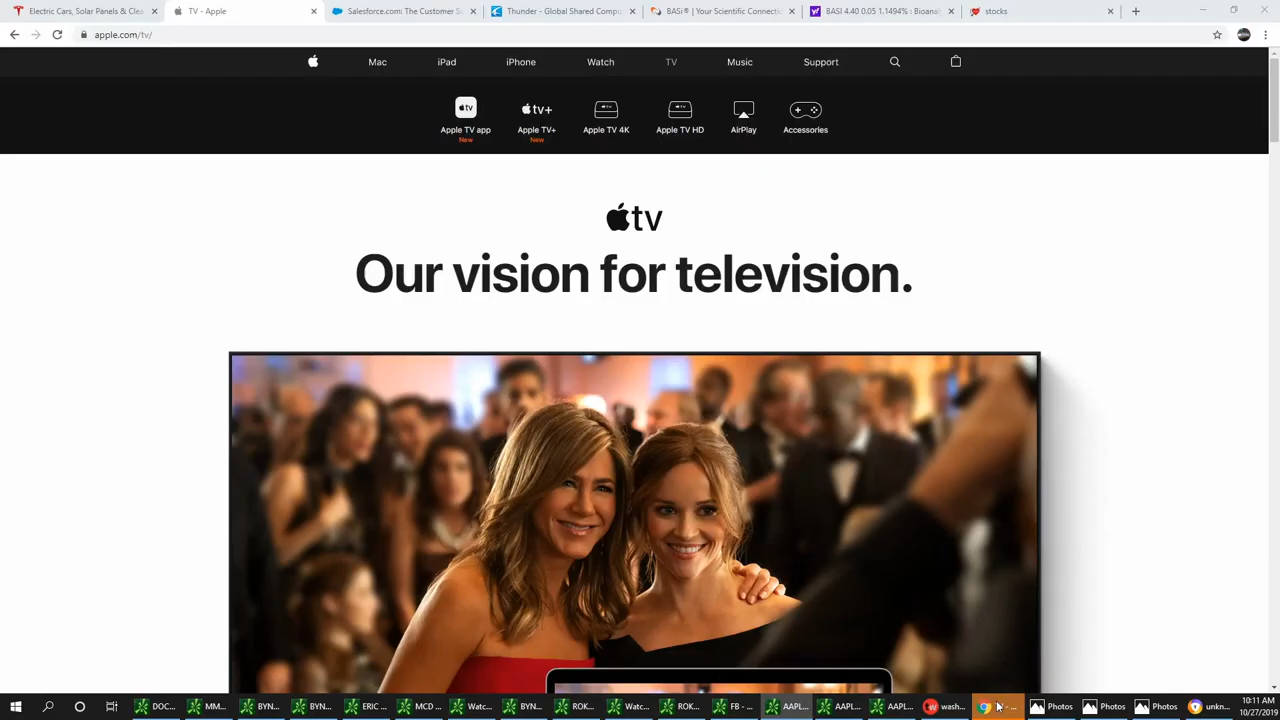 Electric Cars, Solar Panels & Clea
TV - Apple
Salesforce.com: The Customer S
Thunder - Global Shared Compu
BASi® | Your Scientific Connecti
BASI 4.40 0.05 1.1494% : Bioanal
stocks
apple.com/tv/
Mac
iPad
iPhone
Watch
TV
Music
Support
tv
tv+
Apple TV app
New
Apple TV+
New
Apple TV 4K
Apple TV HD
AirPlay
Accessories
tv
Our vision for television.
DOC...
MM...
BYN...
BYN...
ERIC ...
MCD ...
Watc...
BYN...
ROK...
Watc...
ROK...
FB - ...
AAPL...
AAPL...
AAPL...
wash...
Photos
Photos
Photos
unkn...
10:11 AM
10/27/2019